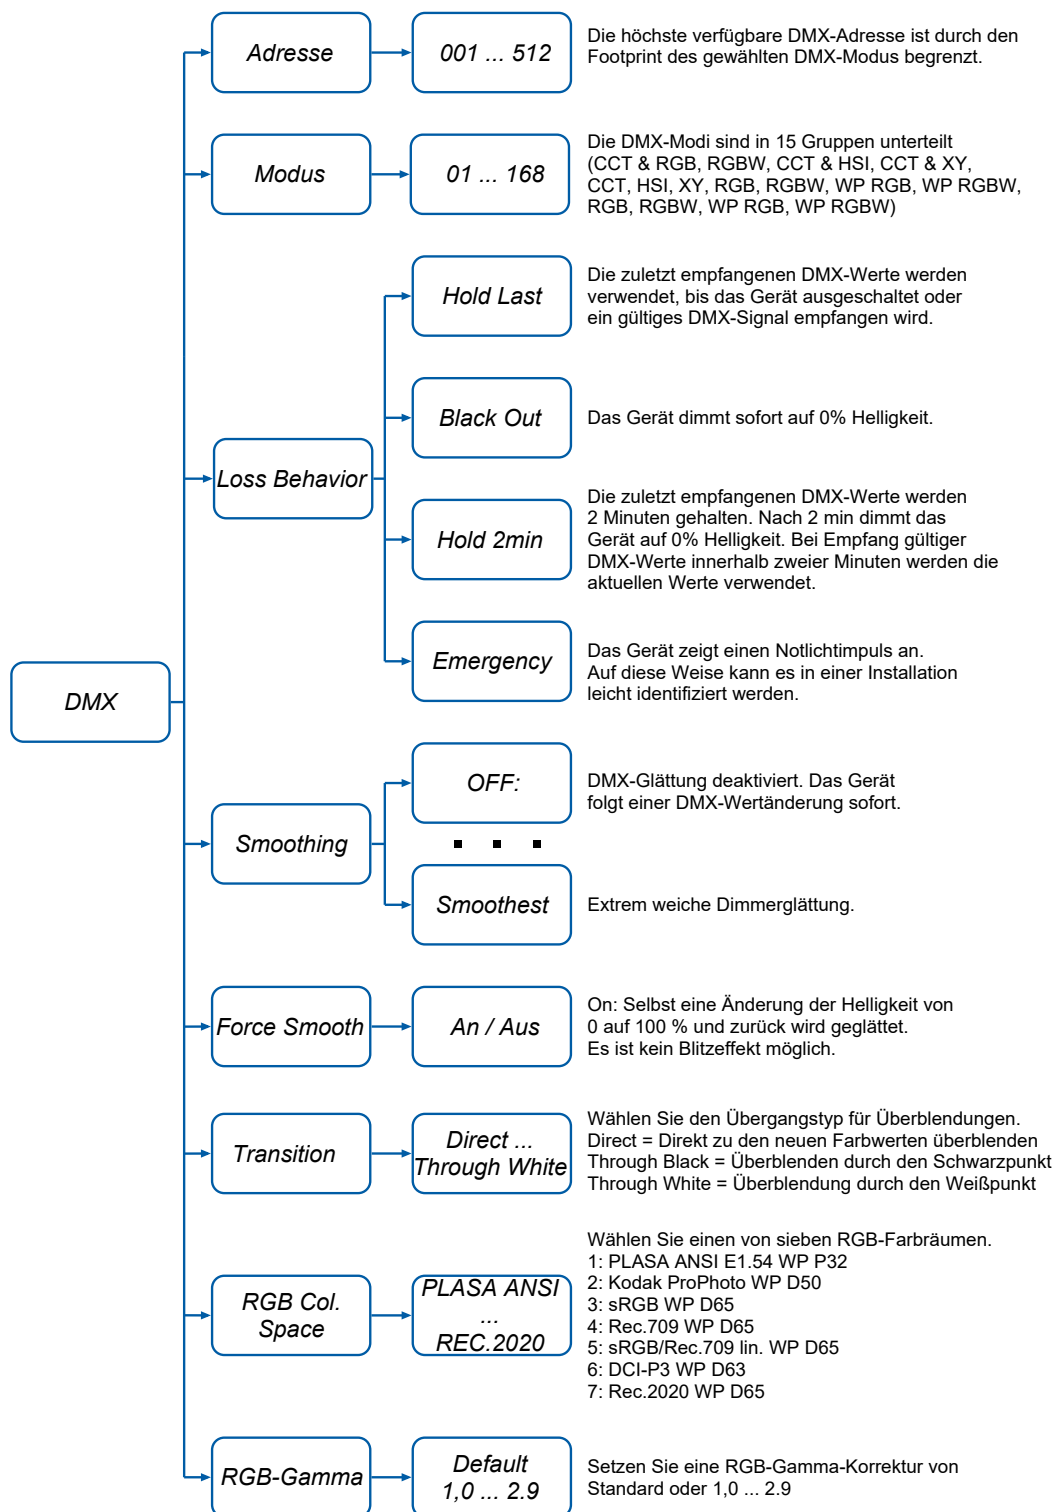 Adresse
001 ... 512
Die höchste verfügbare DMX-Adresse ist durch den
Footprint des gewählten DMX-Modus begrenzt.
Modus
01 ... 168
Die DMX-Modi sind in 15 Gruppen unterteilt
(CCT & RGB, RGBW, CCT & HSI, CCT & XY,
CCT, HSI, XY, RGB, RGBW, WP RGB, WP RGBW,
RGB, RGBW, WP RGB, WP RGBW)
Hold Last
Die zuletzt empfangenen DMX-Werte werden
verwendet, bis das Gerät ausgeschaltet oder
ein gültiges DMX-Signal empfangen wird.
Black Out
Das Gerät dimmt sofort auf 0% Helligkeit.
Loss Behavior
Hold 2min
Die zuletzt empfangenen DMX-Werte werden
2 Minuten gehalten. Nach 2 min dimmt das
Gerät auf 0% Helligkeit. Bei Empfang gültiger
DMX-Werte innerhalb zweier Minuten werden die
aktuellen Werte verwendet.
Emergency
Das Gerät zeigt einen Notlichtimpuls an.
Auf diese Weise kann es in einer Installation
leicht identifiziert werden.
DMX
OFF:
DMX-Glättung deaktiviert. Das Gerät
folgt einer DMX-Wertänderung sofort.
Smoothing
. . .
Smoothest
Extrem weiche Dimmerglättung.
Force Smooth
An / Aus
On: Selbst eine Änderung der Helligkeit von
0 auf 100 % und zurück wird geglättet.
Es ist kein Blitzeffekt möglich.
Transition
Direct ...
Through White
Wählen Sie den Übergangstyp für Überblendungen.
Direct = Direkt zu den neuen Farbwerten überblenden
Through Black = Überblenden durch den Schwarzpunkt
Through White = Überblendung durch den Weißpunkt
RGB Col.
Space
PLASA ANSI
...
REC.2020
Wählen Sie einen von sieben RGB-Farbräumen.
1: PLASA ANSI E1.54 WP P32
2: Kodak ProPhoto WP D50
3: sRGB WP D65
4: Rec.709 WP D65
5: sRGB/Rec.709 lin. WP D65
6: DCI-P3 WP D63
7: Rec.2020 WP D65
RGB-Gamma
Default
1,0 ... 2.9
Setzen Sie eine RGB-Gamma-Korrektur von
Standard oder 1,0 ... 2.9